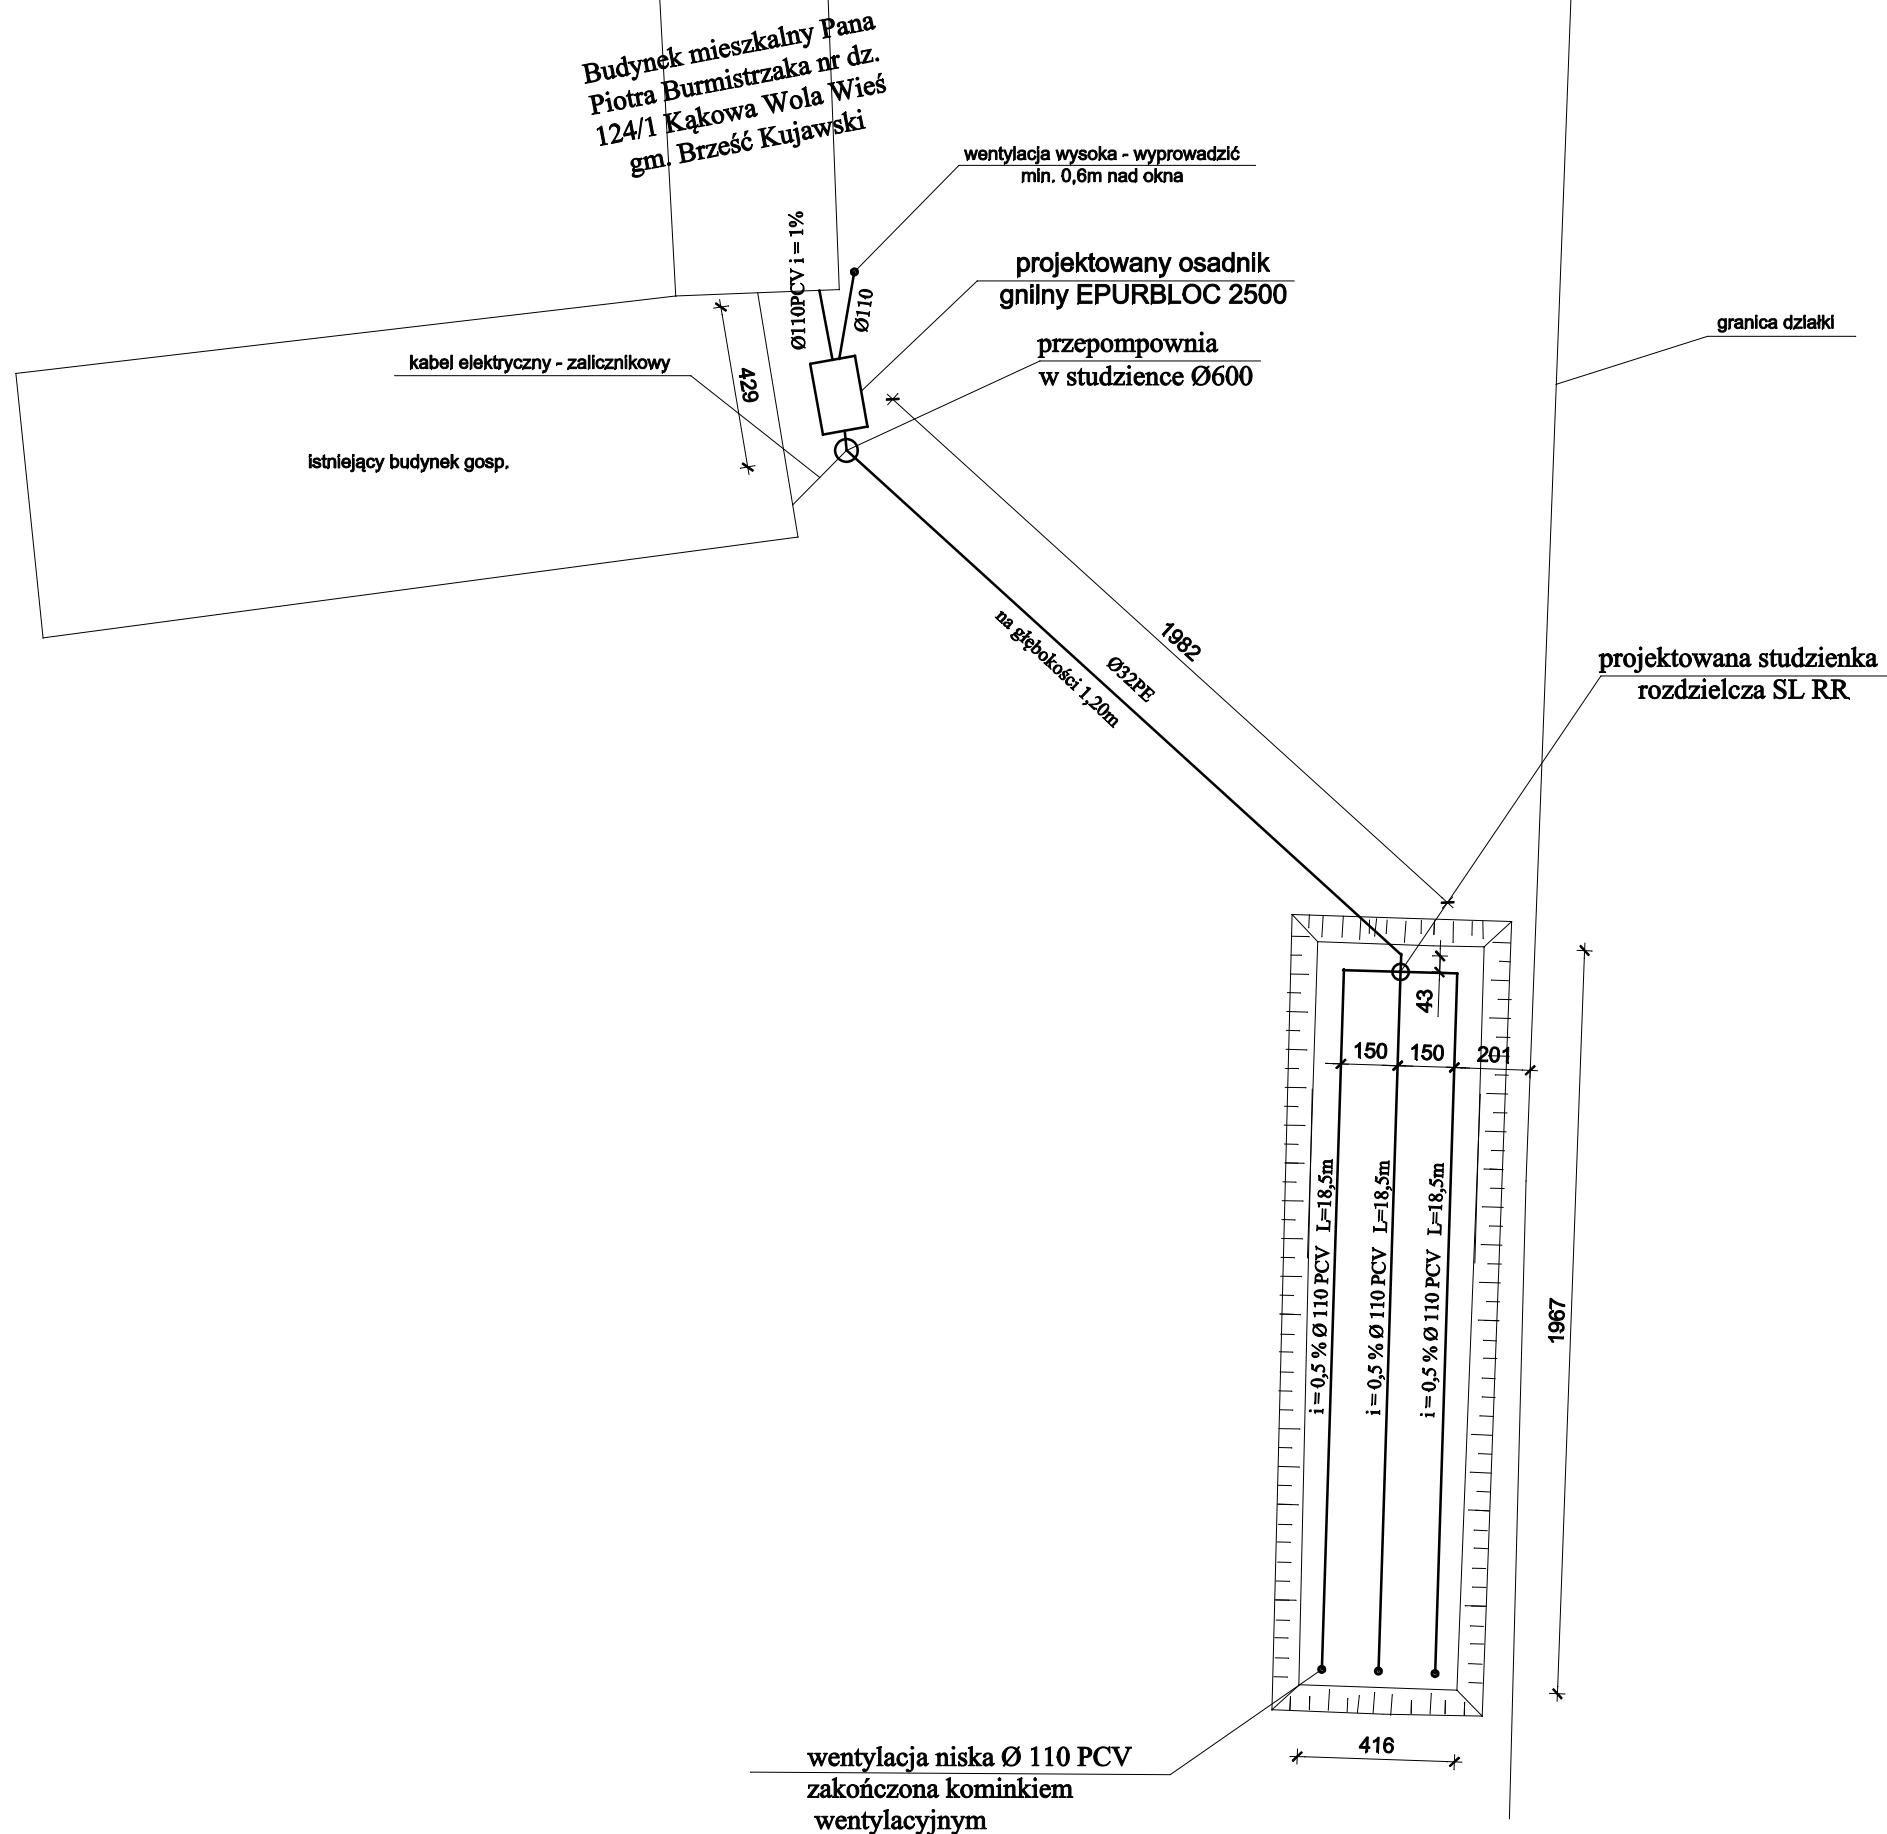 Budynek mieszkalny Pana
Piotra Burmistrzaka nr dz.
124/1 Kąkowa Wola Wieś
gm. Brześć Kujawski
wentylacja wysoka - wyprowadzić
min. 0,6m nad okna
Ø110PCV i = 1%
Ø110
projektowany osadnik
gnilny EPURBLOC 2500
przepompownia
w studzience Ø600
granica działki
kabel elektryczny - zalicznikowy
429
istniejący budynek gosp.
1982
Ø32PE
na głębokości 1,20m
projektowana studzienka
rozdzielcza SL RR
43
150
150
201
i = 0,5 % Ø 110 PCV L=18,5m
i = 0,5 % Ø 110 PCV L=18,5m
i = 0,5 % Ø 110 PCV L=18,5m
1967
416
wentylacja niska Ø 110 PCV
zakończona kominkiem
wentylacyjnym